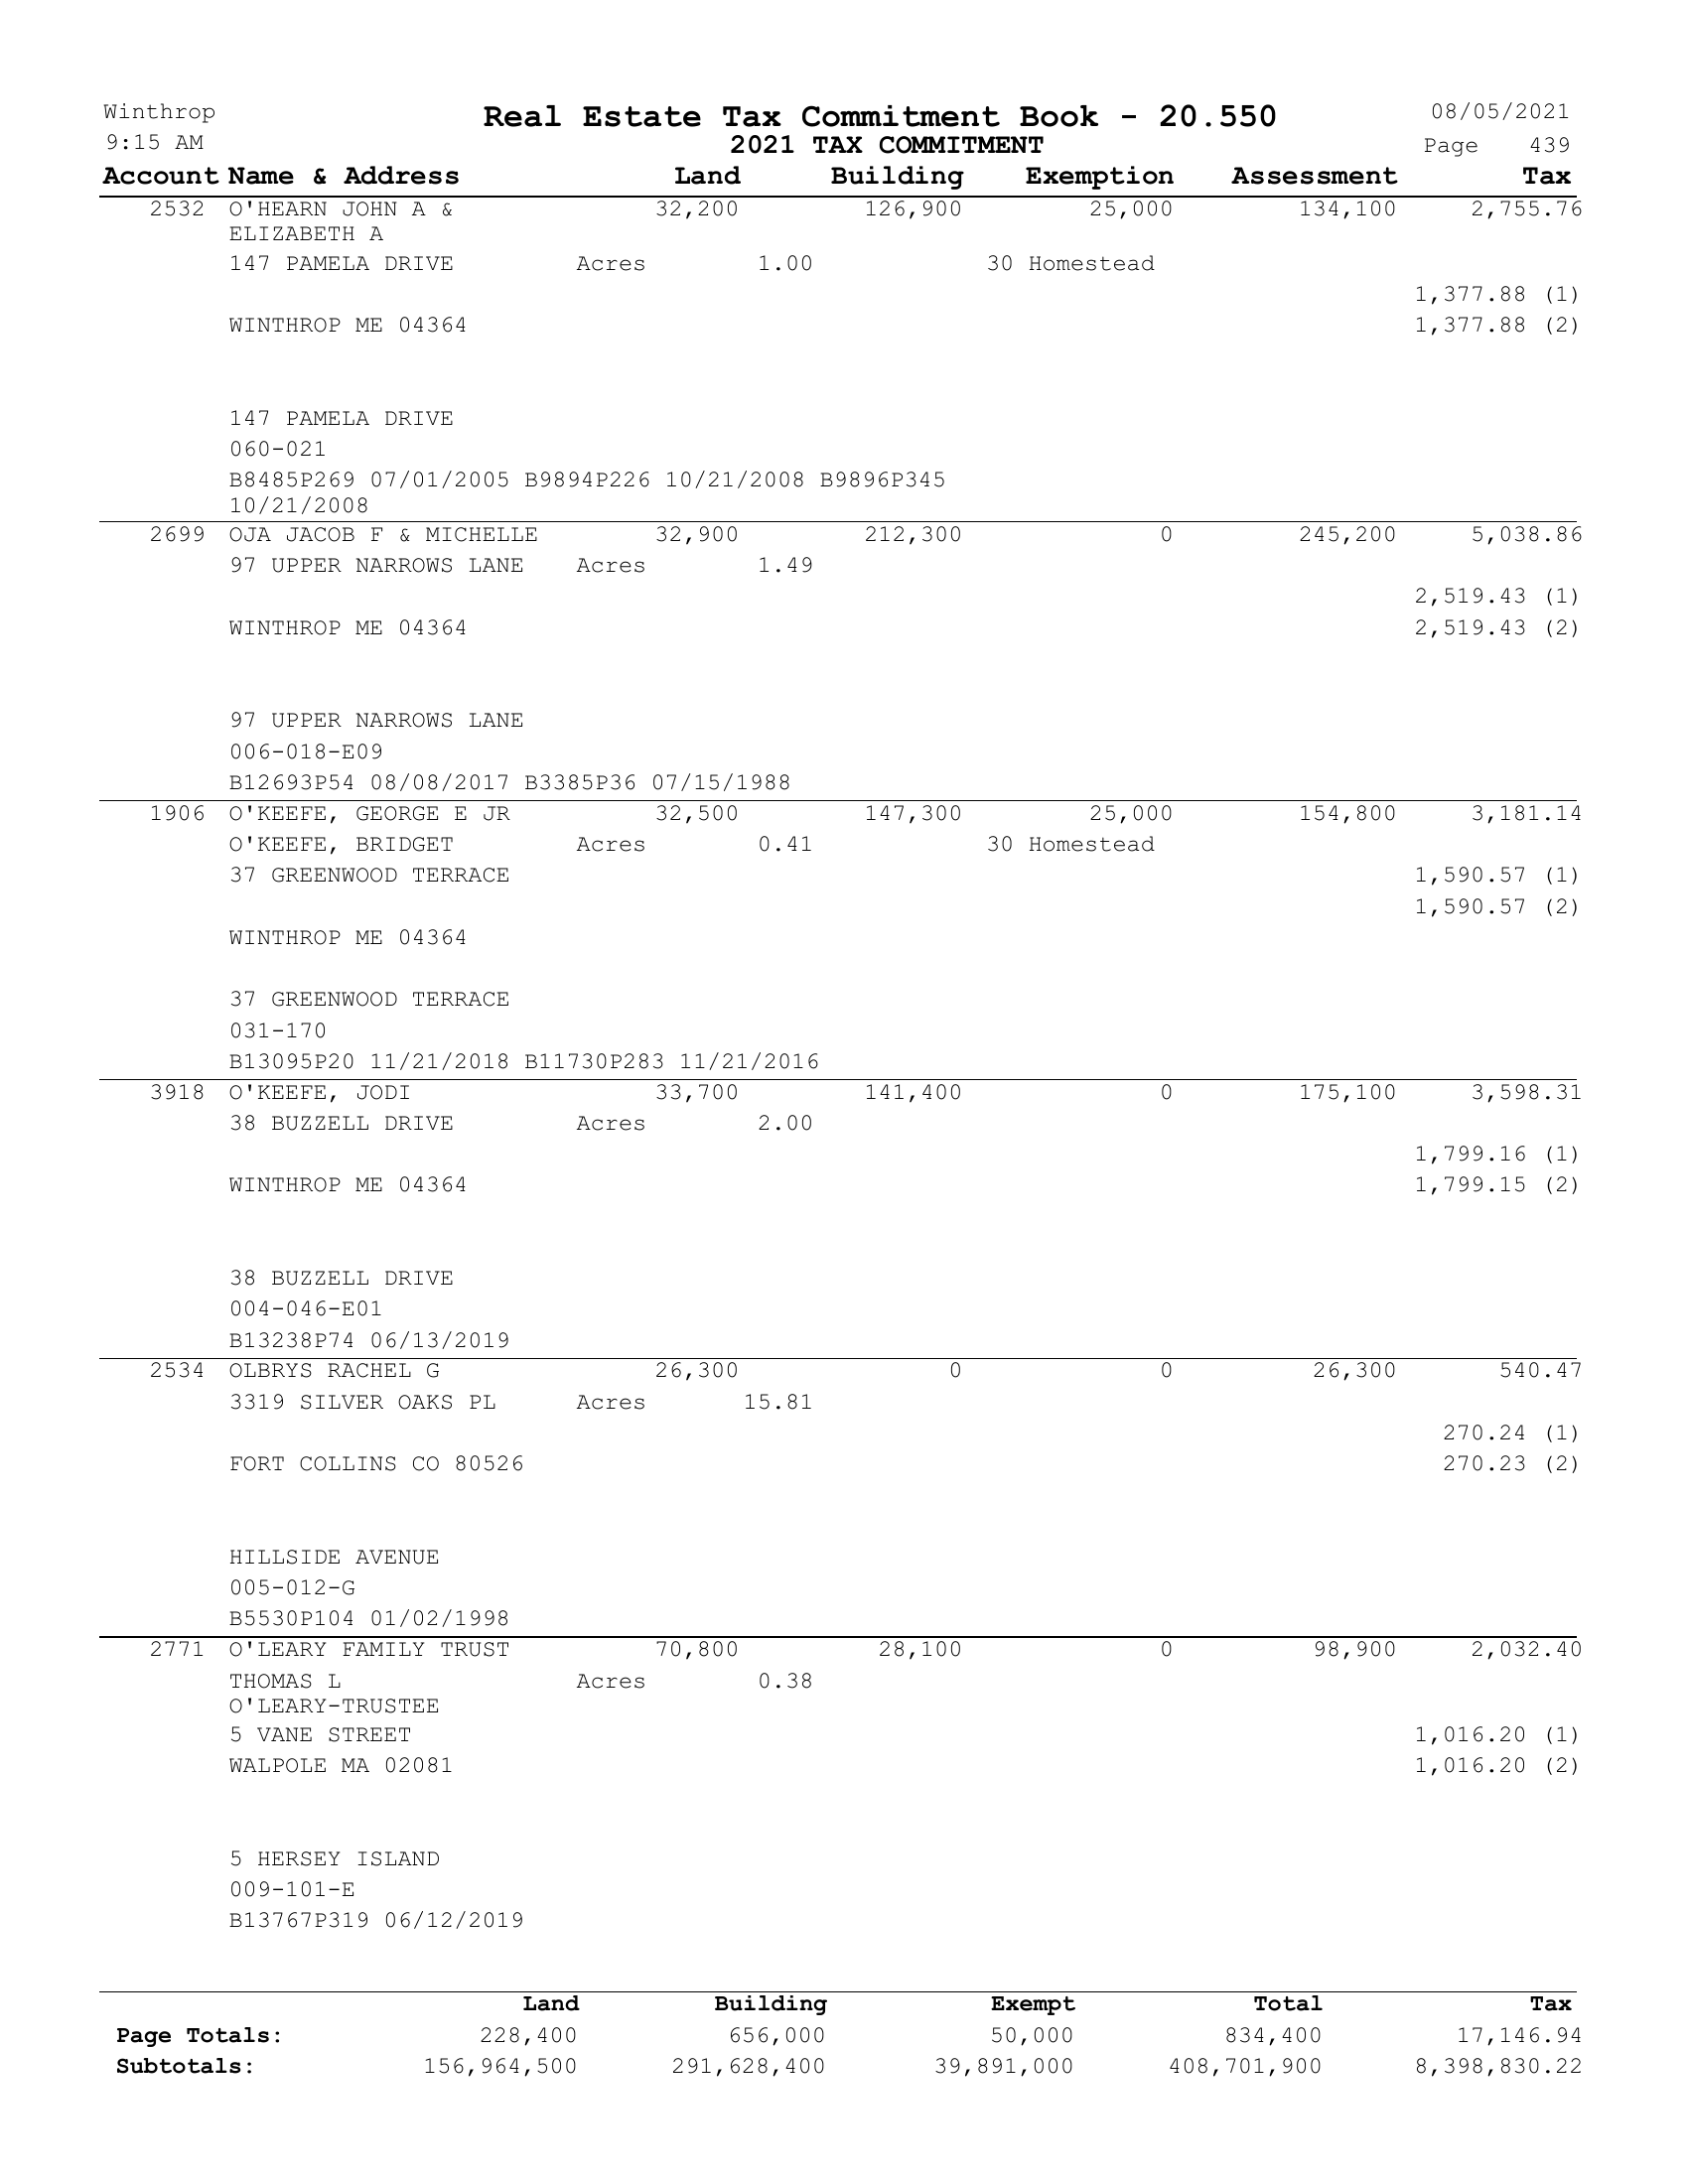 Winthrop Real Estate Tax Commitment Book - 20.550 08/05/2021
9:15 AM 2021 TAX COMMITMENT Page 439
Account Name & Address Land Building Exemption Assessment Tax
2532 O'HEARN JOHN A & 32,200 126,900 25,000 134,100 2,755.76
ELIZABETH A
147 PAMELA DRIVE Acres 1.00 30 Homestead
1,377.88 (1)
WINTHROP ME 04364 1,377.88 (2)
147 PAMELA DRIVE
060-021
B8485P269 07/01/2005 B9894P226 10/21/2008 B9896P345
10/21/2008
2699 OJA JACOB F & MICHELLE 32,900 212,300 0 245,200 5,038.86
97 UPPER NARROWS LANE Acres 1.49
2,519.43 (1)
WINTHROP ME 04364 2,519.43 (2)
97 UPPER NARROWS LANE
006-018-E09
B12693P54 08/08/2017 B3385P36 07/15/1988
1906 O'KEEFE, GEORGE E JR 32,500 147,300 25,000 154,800 3,181.14
O'KEEFE, BRIDGET Acres 0.41 30 Homestead
37 GREENWOOD TERRACE 1,590.57 (1)
1,590.57 (2)
WINTHROP ME 04364
37 GREENWOOD TERRACE
031-170
B13095P20 11/21/2018 B11730P283 11/21/2016
3918 O'KEEFE, JODI 33,700 141,400 0 175,100 3,598.31
38 BUZZELL DRIVE Acres 2.00
1,799.16 (1)
WINTHROP ME 04364 1,799.15 (2)
38 BUZZELL DRIVE
004-046-E01
B13238P74 06/13/2019
2534 OLBRYS RACHEL G 26,300 0 0 26,300 540.47
3319 SILVER OAKS PL Acres 15.81
270.24 (1)
FORT COLLINS CO 80526 270.23 (2)
HILLSIDE AVENUE
005-012-G
B5530P104 01/02/1998
2771 O'LEARY FAMILY TRUST 70,800 28,100 0 98,900 2,032.40
THOMAS L Acres 0.38
O'LEARY-TRUSTEE
5 VANE STREET 1,016.20 (1)
WALPOLE MA 02081 1,016.20 (2)
5 HERSEY ISLAND
009-101-E
B13767P319 06/12/2019
Land Building Exempt Total Tax
Page Totals: 228,400 656,000 50,000 834,400 17,146.94
Subtotals: 156,964,500 291,628,400 39,891,000 408,701,900 8,398,830.22